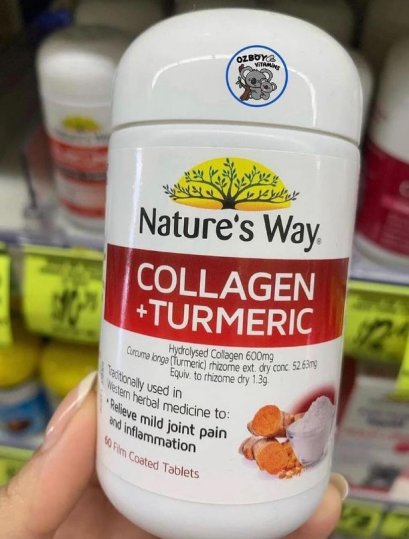 OZBOY
VITAMINS
Nature's Way
Nature's Way®
COLLAGEN
+TURMERIC
Hydrolysed Collagen 600mg
Curcuma longa (Turmeric) rhizome ext. dry conc. 52.63mg
Equiv. to rhizome dry 1.3g
Traditionally used in
Western herbal medicine to:
• Relieve mild joint pain
and inflammation
60 Film Coated Tablets